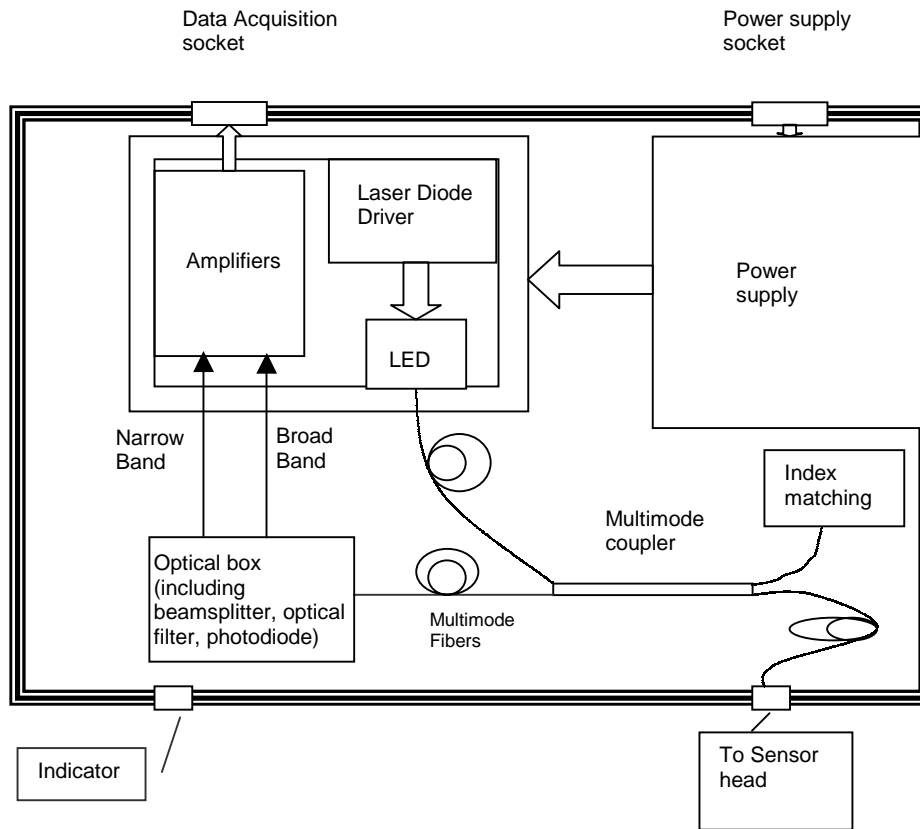 Data Acquisition
socket
Power supply
socket
Laser Diode
Driver
Amplifiers
Power
supply
LED
Narrow
Band
Broad
Band
Index
matching
Multimode
coupler
Optical box
(including
beamsplitter, optical
filter, photodiode)
Multimode
Fibers
Indicator
To Sensor
head